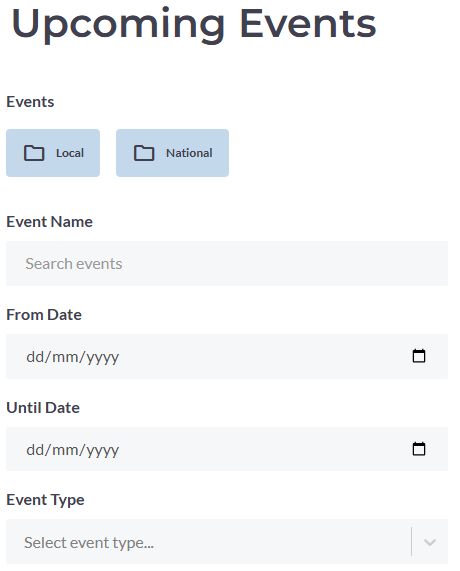 Upcoming Events
Events
Local National
Event Name
Search events
From Date
dd/mm/yyyy
Until Date
dd/mm/yyyy
Event Type
Select event type...